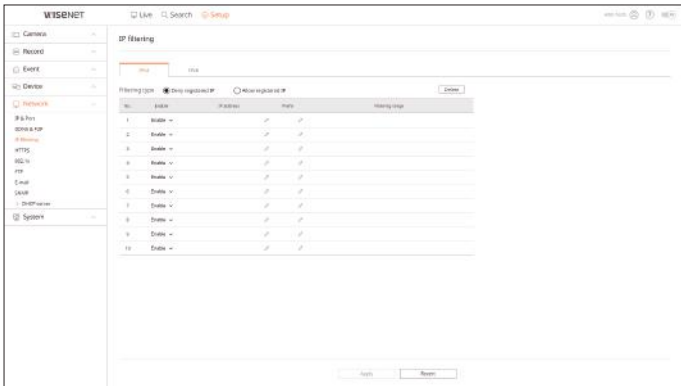 WISENET
Live Search Setup
Camera
Record
Event
Device
Network
IP & Port
DDNS & P2P
IP filtering
HTTPS
802.1x
FTP
E-mail
SNMP
DHCP server
System
IP filtering
IPv4 IPv6
Filtering type Deny registered IP Allow registered IP Delete
No. Enable IP Address Prefix Filtering range
1 Enable
2 Enable
3 Enable
4 Enable
5 Enable
6 Enable
7 Enable
8 Enable
9 Enable
10 Enable
Apply Revert